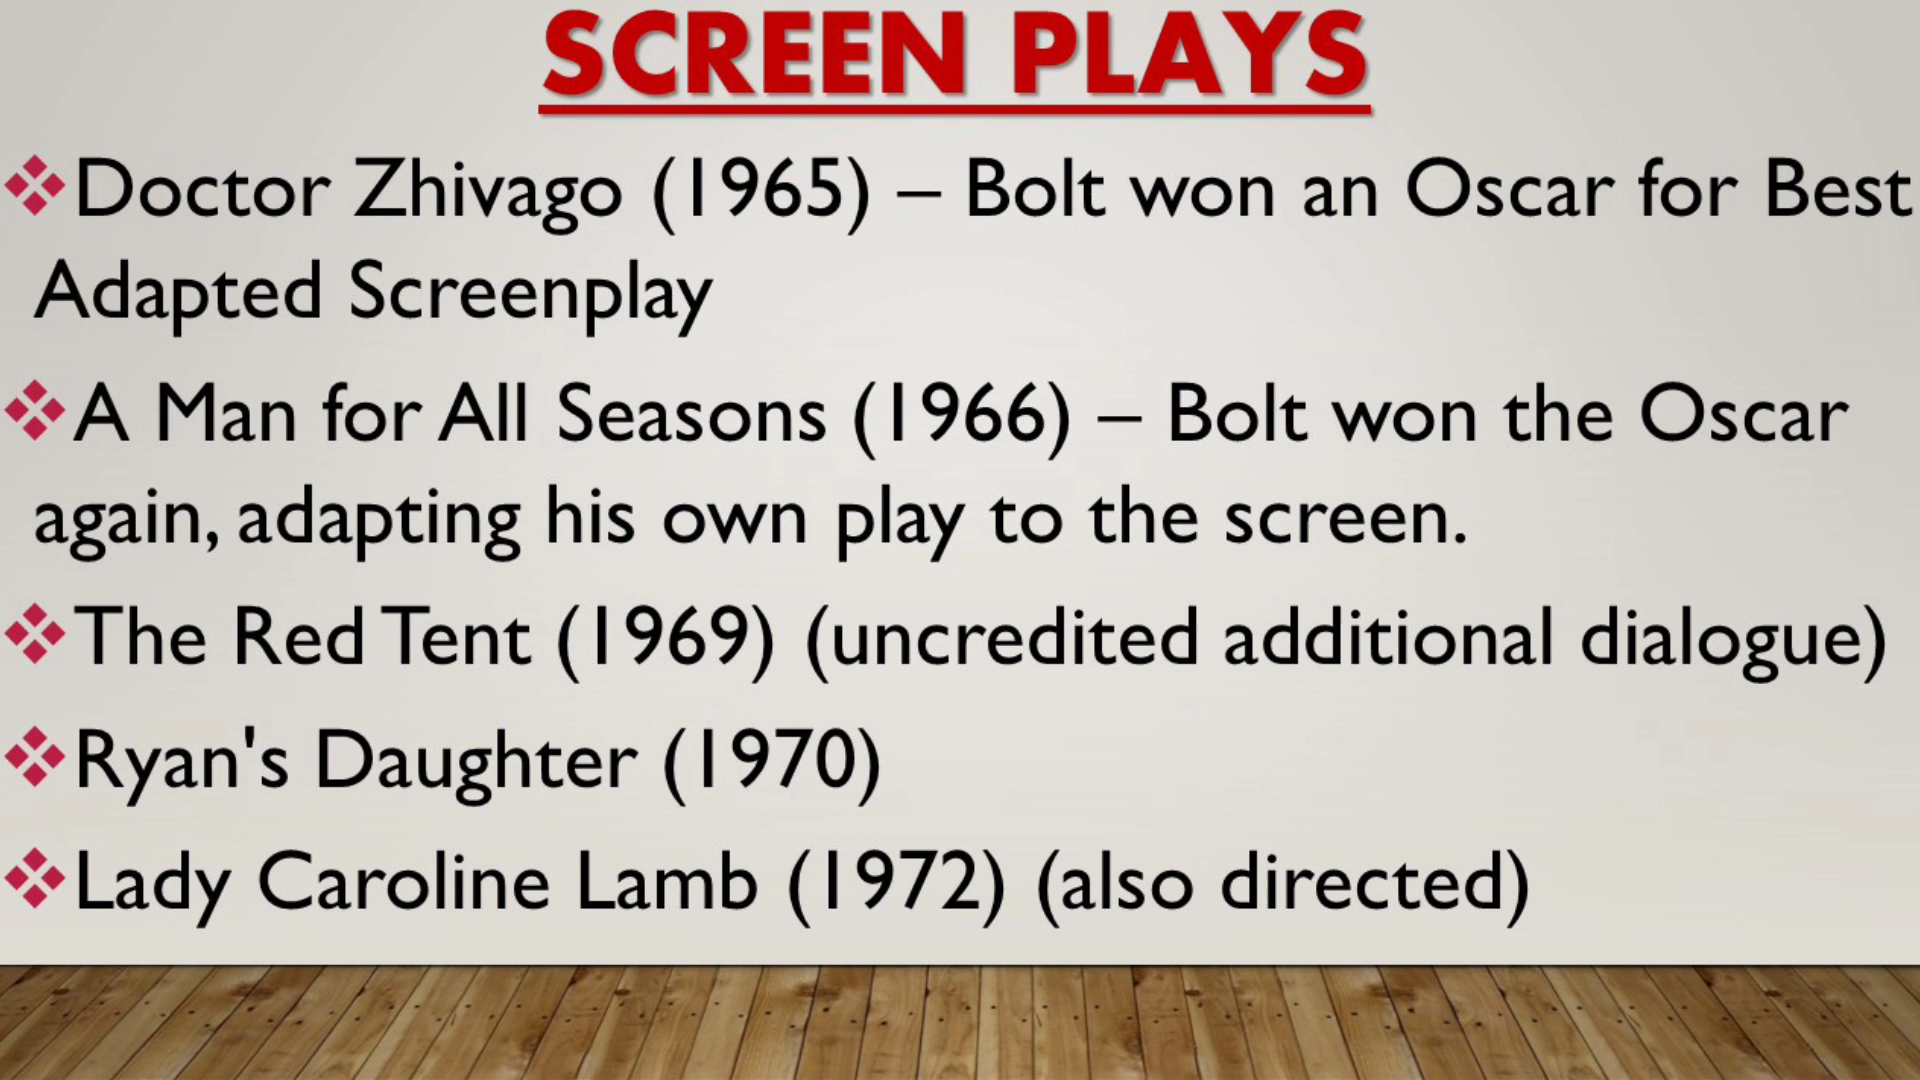 SCREEN PLAYS
❖Doctor Zhivago (1965) – Bolt won an Oscar for Best
Adapted Screenplay
❖A Man for All Seasons (1966) – Bolt won the Oscar
again, adapting his own play to the screen.
❖The Red Tent (1969) (uncredited additional dialogue)
❖Ryan's Daughter (1970)
❖Lady Caroline Lamb (1972) (also directed)